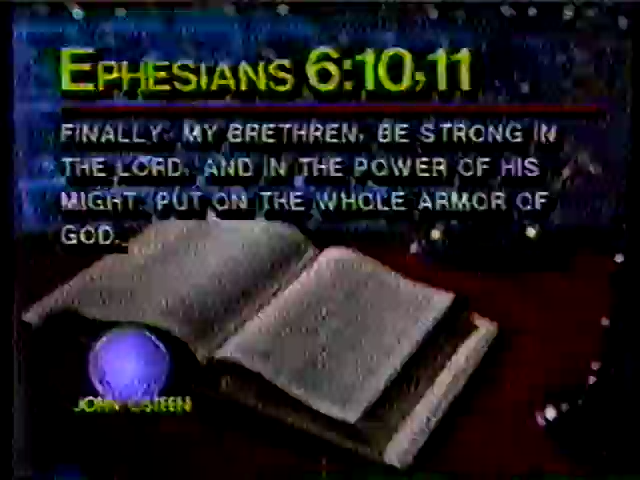 EPHESIANS 6:10,11
FINALLY, MY BRETHREN, BE STRONG IN
THE LORD, AND IN THE POWER OF HIS
MIGHT. PUT ON THE WHOLE ARMOR OF
GOD.
JOHN OSTEEN